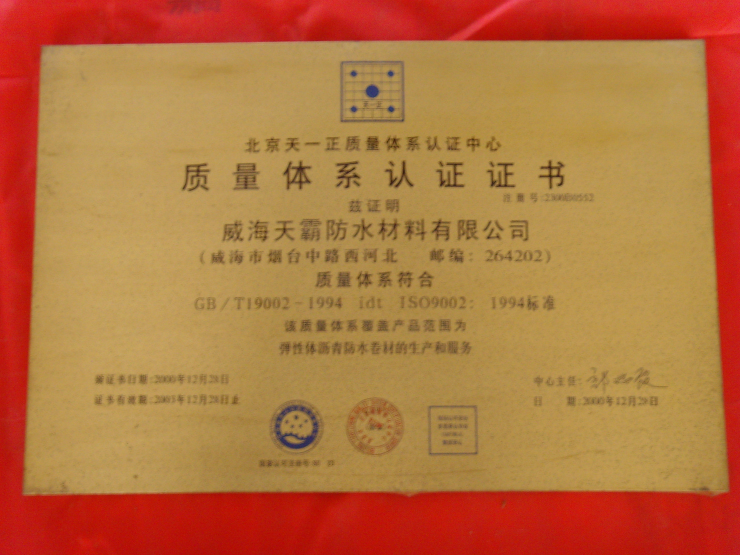 天一正
北京天一正质量体系认证中心
质量体系认证证书
注册号:2300B0552
兹证明
威海天霸防水材料有限公司
(威海市烟台中路西河北 邮编: 264202)
质量体系符合
GB/T19002-1994 idt ISO9002: 1994标准
该质量体系覆盖产品范围为
弹性体沥青防水卷材的生产和服务
颁证书日期:2000年12月28日
中心主任:
证书有效期:2003年12月28日止
日 期:2000年12月28日